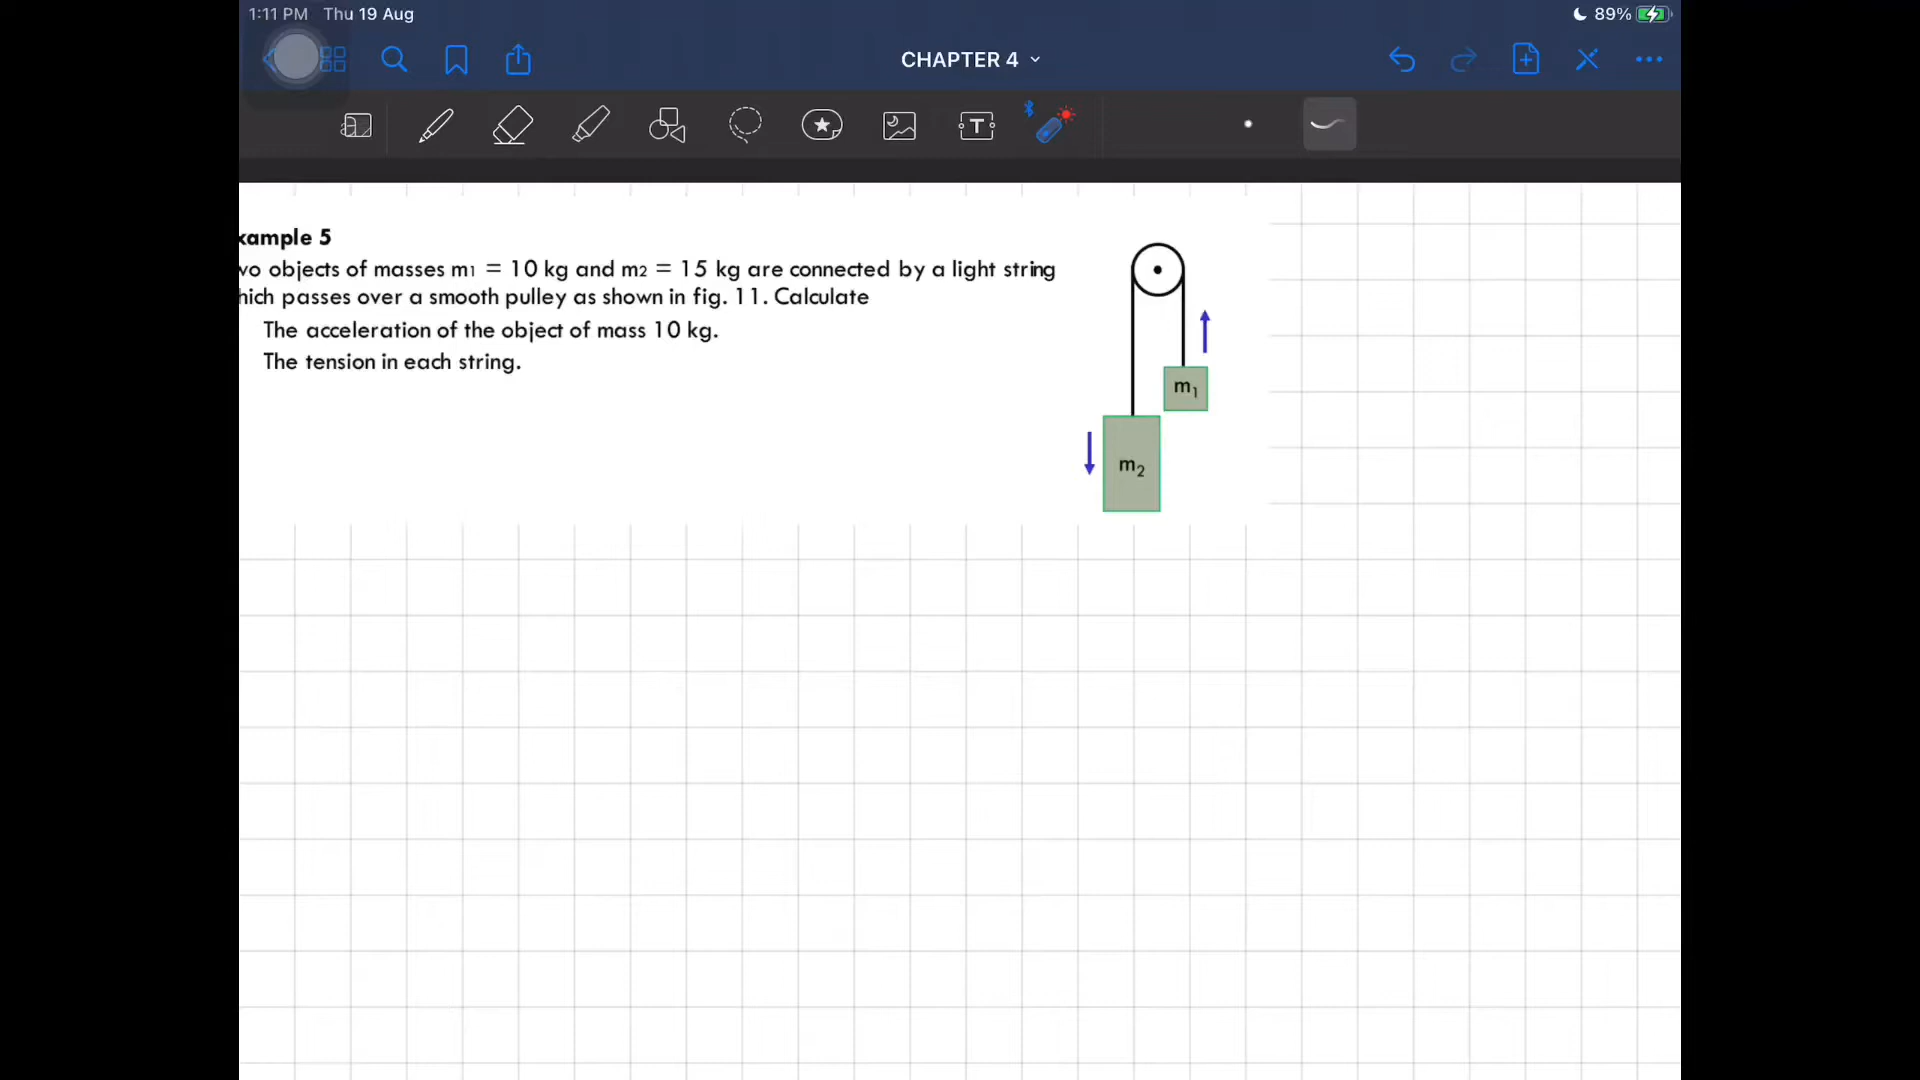 1:11 PM Thu 19 Aug
89%
CHAPTER 4
xample 5
wo objects of masses m1 = 10 kg and m2 = 15 kg are connected by a light string
hich passes over a smooth pulley as shown in fig. 11. Calculate
The acceleration of the object of mass 10 kg.
The tension in each string.
m1
m2